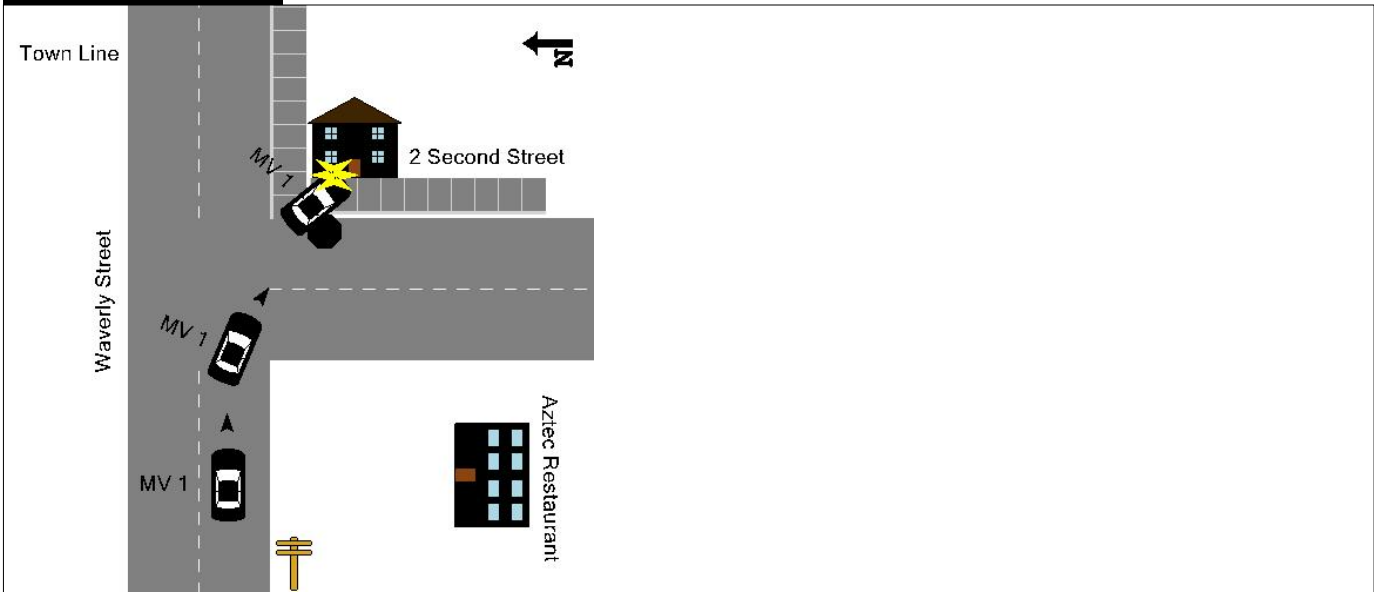 Town Line
N
MV 1
2 Second Street
Waverly Street
MV 1
Aztec Restaurant
MV 1